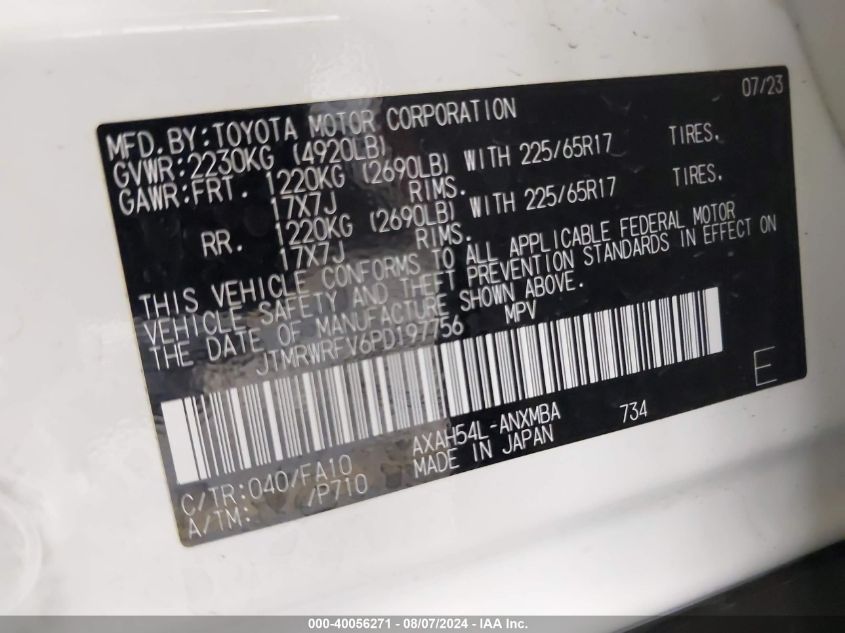 07/23
MFD.BY:TOYOTA MOTOR CORPORATION
GVWR:2230KG (4920LB)
GAWR:FRT. 1220KG (2690LB) WITH 225/65R17 TIRES.
17X7J RIMS.
RR. 1220KG (2690LB) WITH 225/65R17 TIRES.
17X7J RIMS.
THIS VEHICLE CONFORMS TO ALL APPLICABLE FEDERAL MOTOR
VEHICLE SAFETY AND THEFT PREVENTION STANDARDS IN EFFECT ON
THE DATE OF MANUFACTURE SHOWN ABOVE.
JTMRWRFV6PD197756 MPV
E
AXAH54L-ANXMBA 734
C/TR:040/FA10 MADE IN JAPAN
A/TM: /P710
000-40056271 - 08/07/2024 - IAA Inc.